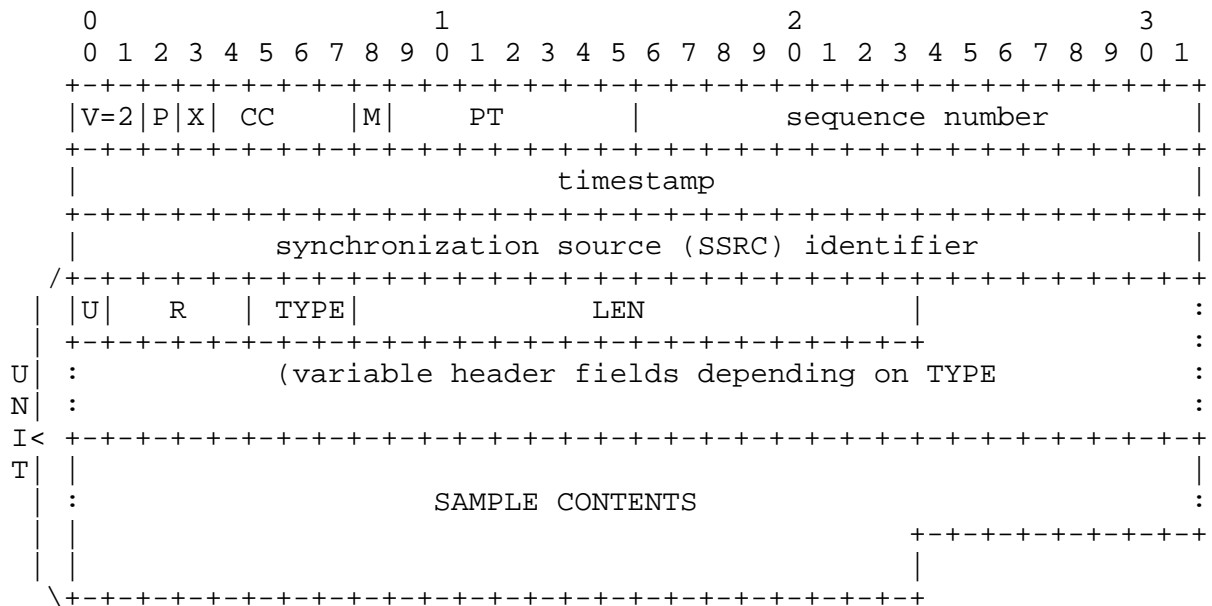 0                   1                   2                   3
 0 1 2 3 4 5 6 7 8 9 0 1 2 3 4 5 6 7 8 9 0 1 2 3 4 5 6 7 8 9 0 1
    +-+-+-+-+-+-+-+-+-+-+-+-+-+-+-+-+-+-+-+-+-+-+-+-+-+-+-+-+-+-+-+-+
    |V=2|P|X| CC    |M|    PT       |        sequence number        |
    +-+-+-+-+-+-+-+-+-+-+-+-+-+-+-+-+-+-+-+-+-+-+-+-+-+-+-+-+-+-+-+-+
    |                           timestamp                           |
    +-+-+-+-+-+-+-+-+-+-+-+-+-+-+-+-+-+-+-+-+-+-+-+-+-+-+-+-+-+-+-+-+
    |           synchronization source (SSRC) identifier            |
   /+-+-+-+-+-+-+-+-+-+-+-+-+-+-+-+-+-+-+-+-+-+-+-+-+-+-+-+-+-+-+-+-+
  | |U|   R   | TYPE|             LEN               |               :
  | +-+-+-+-+-+-+-+-+-+-+-+-+-+-+-+-+-+-+-+-+-+-+-+-+               :
 U| :           (variable header fields depending on TYPE           :
 N| :                                                               :
 I< +-+-+-+-+-+-+-+-+-+-+-+-+-+-+-+-+-+-+-+-+-+-+-+-+-+-+-+-+-+-+-+-+
 T| |                                                               |
  | :                    SAMPLE CONTENTS                            :
  | |                                               +-+-+-+-+-+-+-+-+
  | |                                               |
   \+-+-+-+-+-+-+-+-+-+-+-+-+-+-+-+-+-+-+-+-+-+-+-+-+